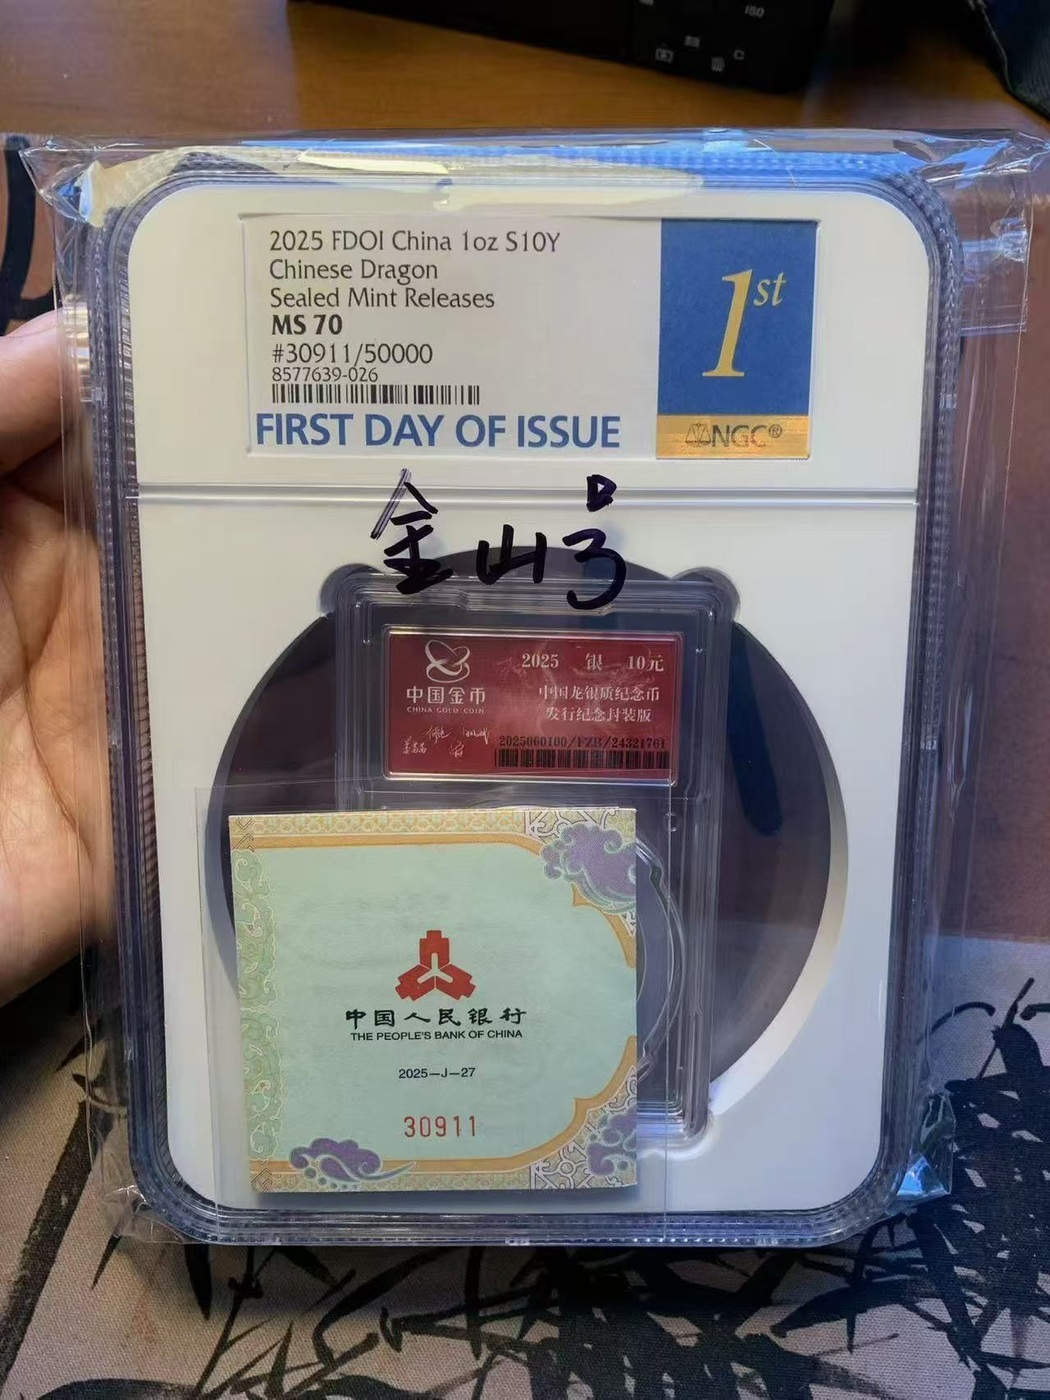 ISO
C
2025 FDOI China 1oz S10Y
Chinese Dragon
Sealed Mint Releases
MS 70
#30911/50000
8577639-026
FIRST DAY OF ISSUE
1st
NGC®
金山号
2025 银 10元
中国龙银质纪念币
发行纪念封装版
中国金币
CHINA GOLD COIN
2025060100/FZB/24321761
中国人民银行
THE PEOPLE'S BANK OF CHINA
2025—J—27
30911